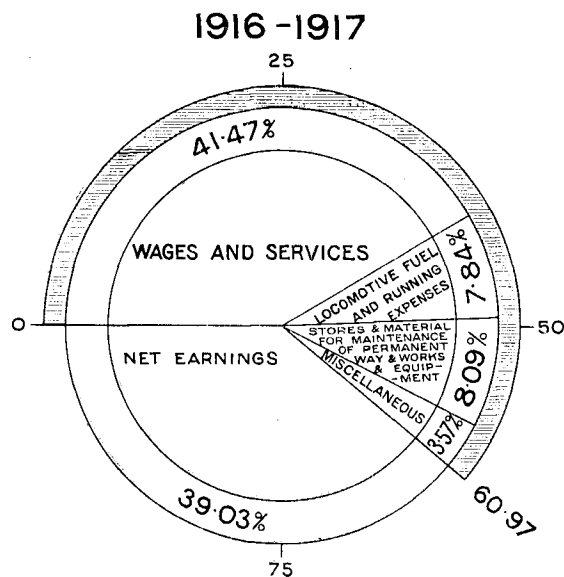 1916-1917
25
41·47%
WAGES AND SERVICES
LOCOMOTIVE FUEL
AND RUNNING
EXPENSES
7·84%
0
50
STORES & MATERIAL
FOR MAINTENANCE
OF PERMANENT
WAY & WORKS
& EQUIP-
-MENT
8·09%
NET EARNINGS
MISCELLANEOUS
3·57%
60·97
39·03%
75